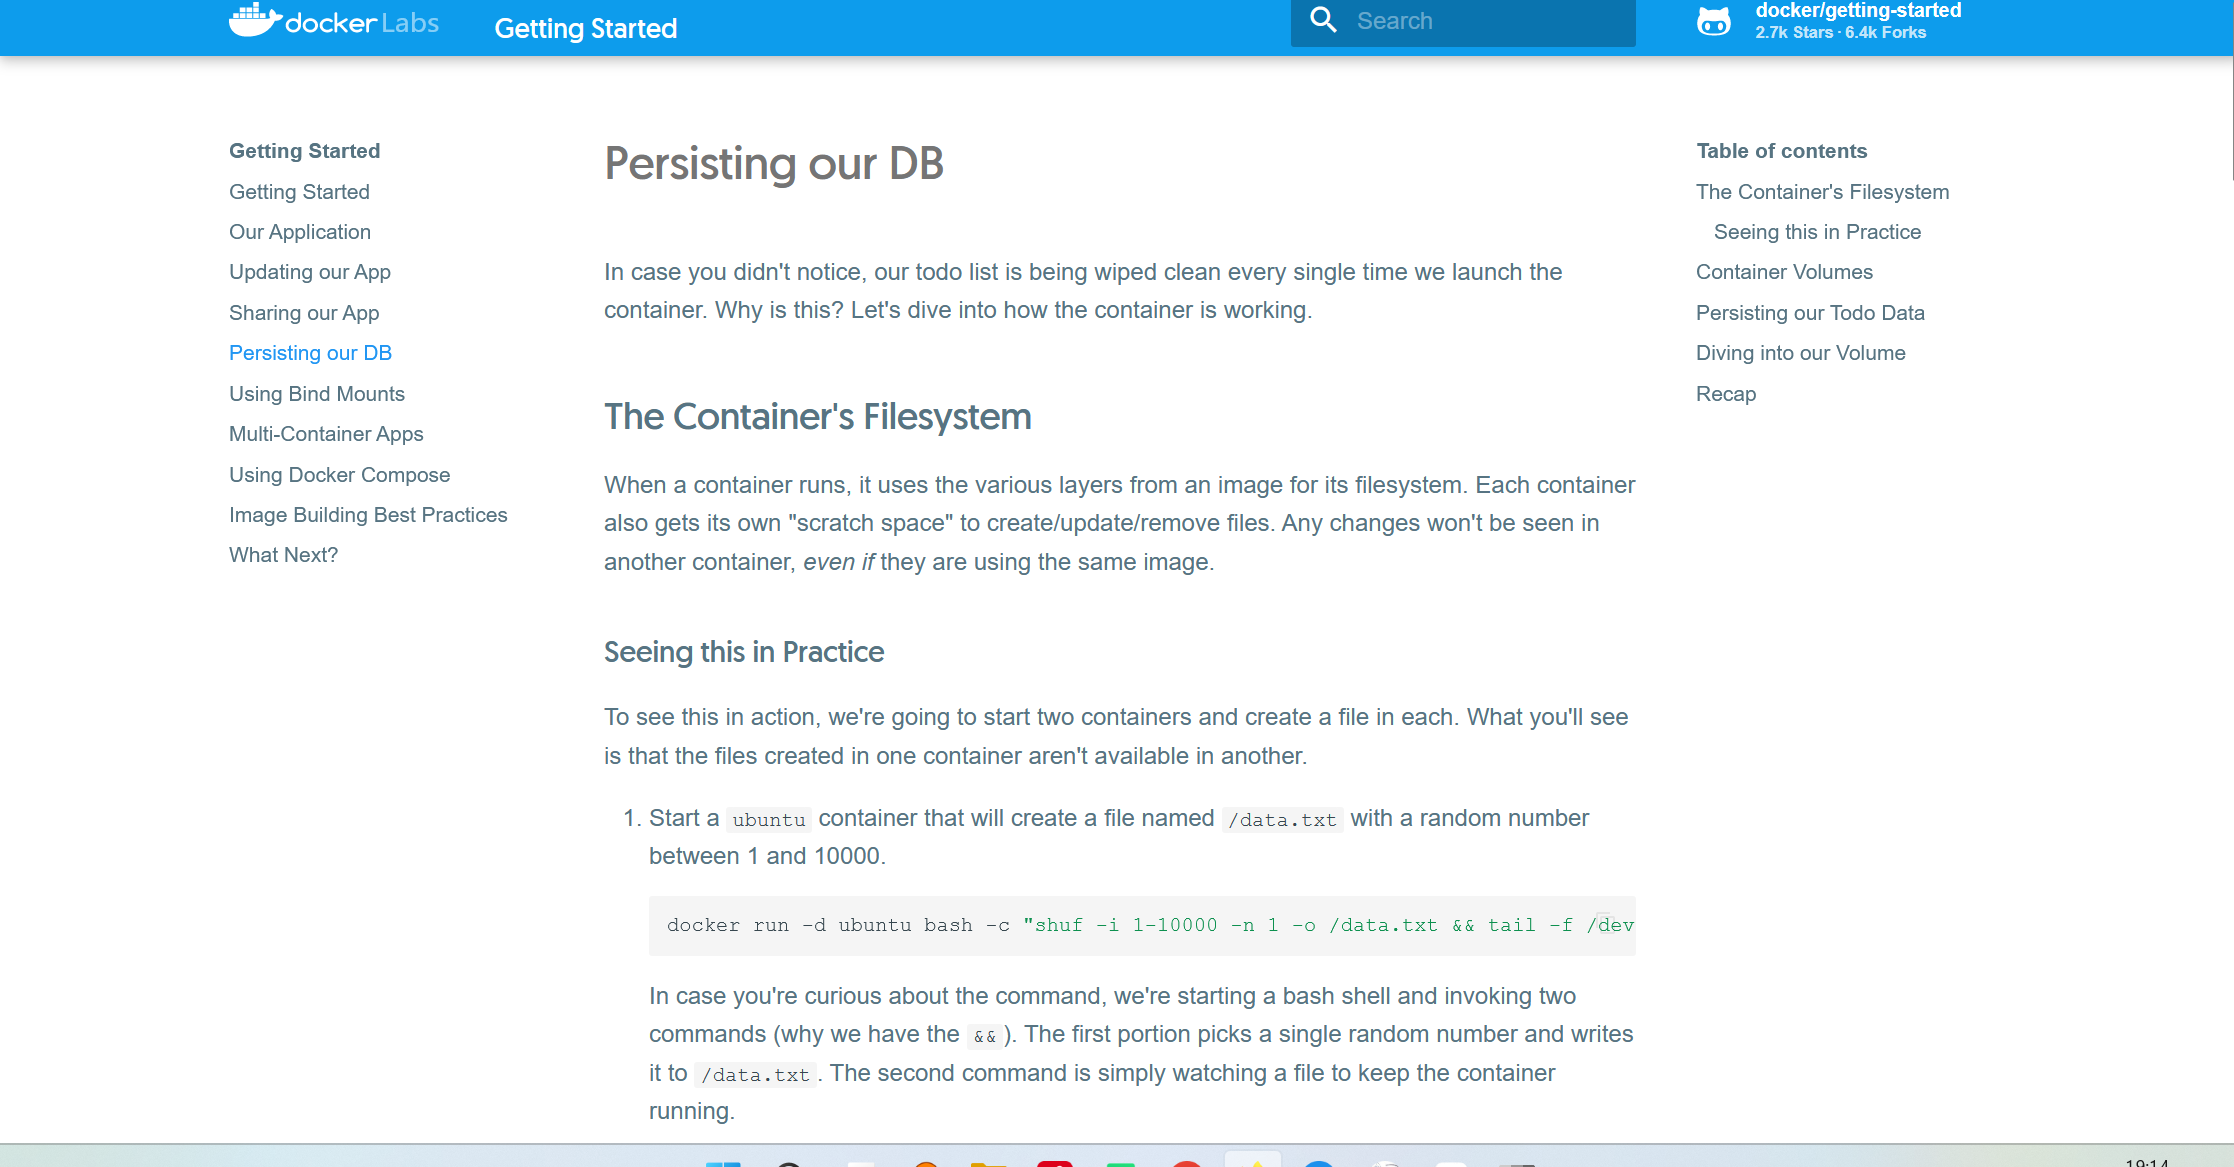 docker Labs
Getting Started
Search
docker/getting-started
2.7k Stars · 6.4k Forks
Getting Started
Getting Started
Our Application
Updating our App
Sharing our App
Persisting our DB
Using Bind Mounts
Multi-Container Apps
Using Docker Compose
Image Building Best Practices
What Next?
Persisting our DB
In case you didn't notice, our todo list is being wiped clean every single time we launch the
container. Why is this? Let's dive into how the container is working.
The Container's Filesystem
When a container runs, it uses the various layers from an image for its filesystem. Each container
also gets its own "scratch space" to create/update/remove files. Any changes won't be seen in
another container, even if they are using the same image.
Seeing this in Practice
To see this in action, we're going to start two containers and create a file in each. What you'll see
is that the files created in one container aren't available in another.
1. Start a ubuntu container that will create a file named /data.txt with a random number
between 1 and 10000.
docker run -d ubuntu bash -c "shuf -i 1-10000 -n 1 -o /data.txt && tail -f /dev
In case you're curious about the command, we're starting a bash shell and invoking two
commands (why we have the && ). The first portion picks a single random number and writes
it to /data.txt . The second command is simply watching a file to keep the container
running.
Table of contents
The Container's Filesystem
Seeing this in Practice
Container Volumes
Persisting our Todo Data
Diving into our Volume
Recap
19:14